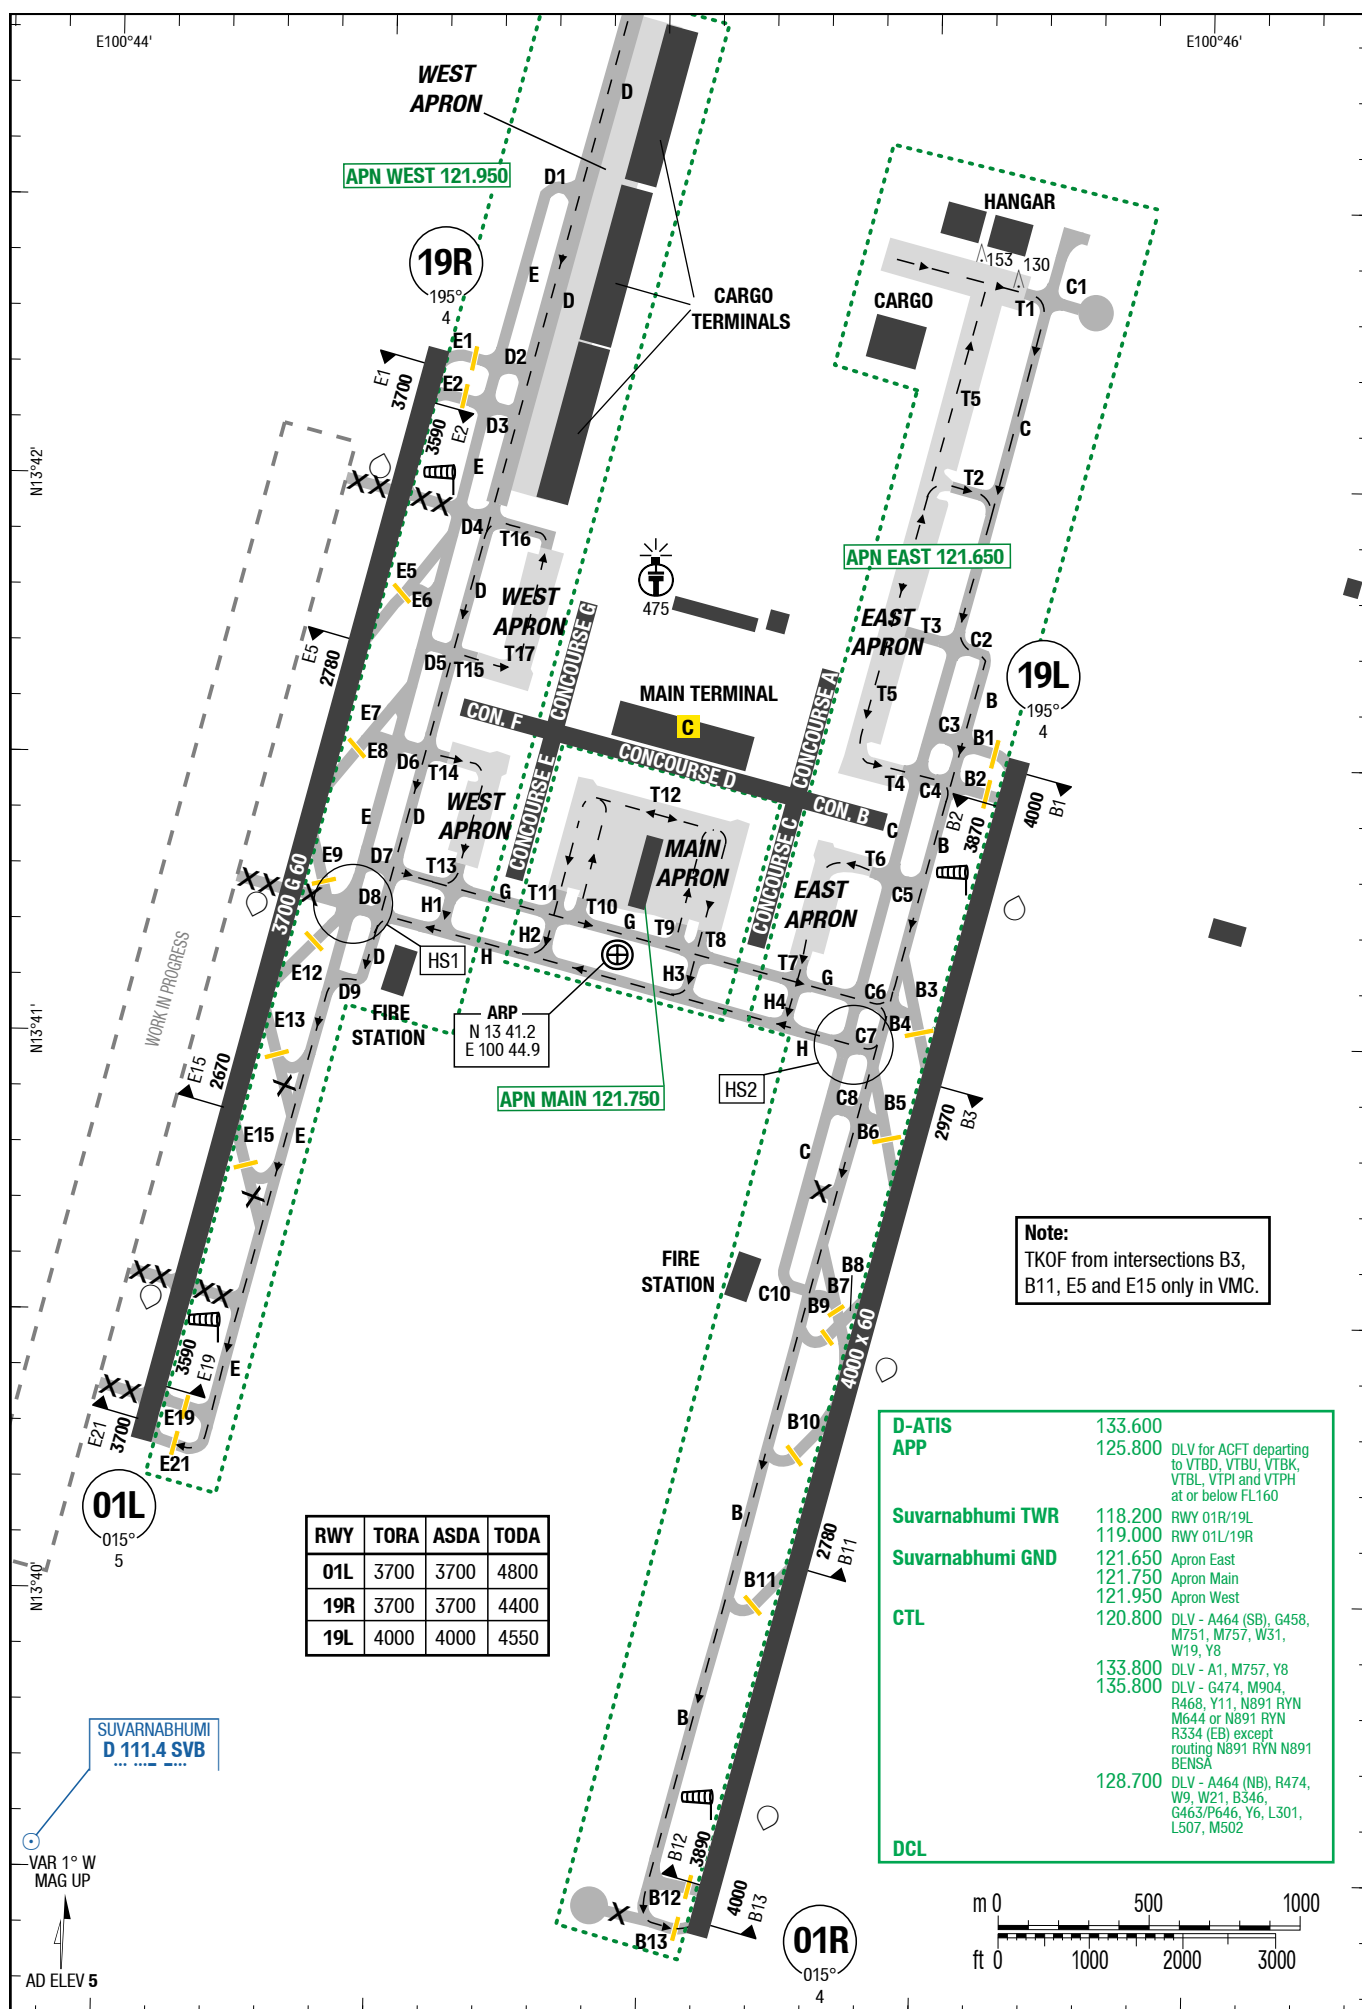 E100°44'
E100°46'
WEST
APRON
D
APN WEST 121.950
D1
HANGAR
153
130
C1
T1
19R
195°
4
E
D
CARGO
TERMINALS
CARGO
E1
D2
E1
3700
E2
D3
3590
E2
T5
C
N13°42'
E
T2
D4
T16
APN EAST 121.650
E5
E6
D
WEST
APRON
475
EAST
APRON
T3
C2
E5
2780
D5
T15
T17
CONCOURSE G
CONCOURSE A
19L
195°
4
MAIN TERMINAL
C
T5
B
E7
E8
CON. F
C3
B1
D6
T14
CONCOURSE D
T4
C4
B2
4000
B1
CONCOURSE E
T12
CON. B
B2
3870
E
D
WEST
APRON
C
B
MAIN
APRON
CONCOURSE C
3700 G 60
E9
D7
T13
T6
C5
EAST
APRON
D8
H1
G
T11
T10
G
T9
T8
H2
HS1
H
E12
D
D9
FIRE
STATION
H3
T7
G
H4
C6
B3
B4
C7
H
N13°41'
WORK IN PROGRESS
E13
ARP
N 13 41.2
E 100 44.9
APN MAIN 121.750
HS2
E15
2670
C8
B5
B6
2970
B3
E15
E
C
Note:
TKOF from intersections B3,
B11, E5 and E15 only in VMC.
FIRE
STATION
C10
B8
B7
B9
4000 x 60
3590
E19
E
E21
3700
E19
E21
B10
01L
015°
5
B
2780
B11
B11
N13°40'
RWY TORA ASDA TODA
01L 3700 3700 4800
19R 3700 3700 4400
19L 4000 4000 4550
D-ATIS 133.600
APP 125.800 DLV for ACFT departing
to VTBD, VTBU, VTBK,
VTBL, VTPI and VTPH
at or below FL160
Suvarnabhumi TWR 118.200 RWY 01R/19L
119.000 RWY 01L/19R
Suvarnabhumi GND 121.650 Apron East
121.750 Apron Main
121.950 Apron West
CTL 120.800 DLV - A464 (SB), G458,
M751, M757, W31,
W19, Y8
133.800 DLV - A1, M757, Y8
135.800 DLV - G474, M904,
R468, Y11, N891 RYN
M644 or N891 RYN
R334 (EB) except
routing N891 RYN N891
BENSA
128.700 DLV - A464 (NB), R474,
W9, W21, B346,
G463/P646, Y6, L301,
L507, M502
DCL
B
SUVARNABHUMI
D 111.4 SVB
VAR 1° W
MAG UP
AD ELEV 5
B12
3890
B12
B13
4000
B13
01R
015°
4
m 0 500 1000
ft 0 1000 2000 3000